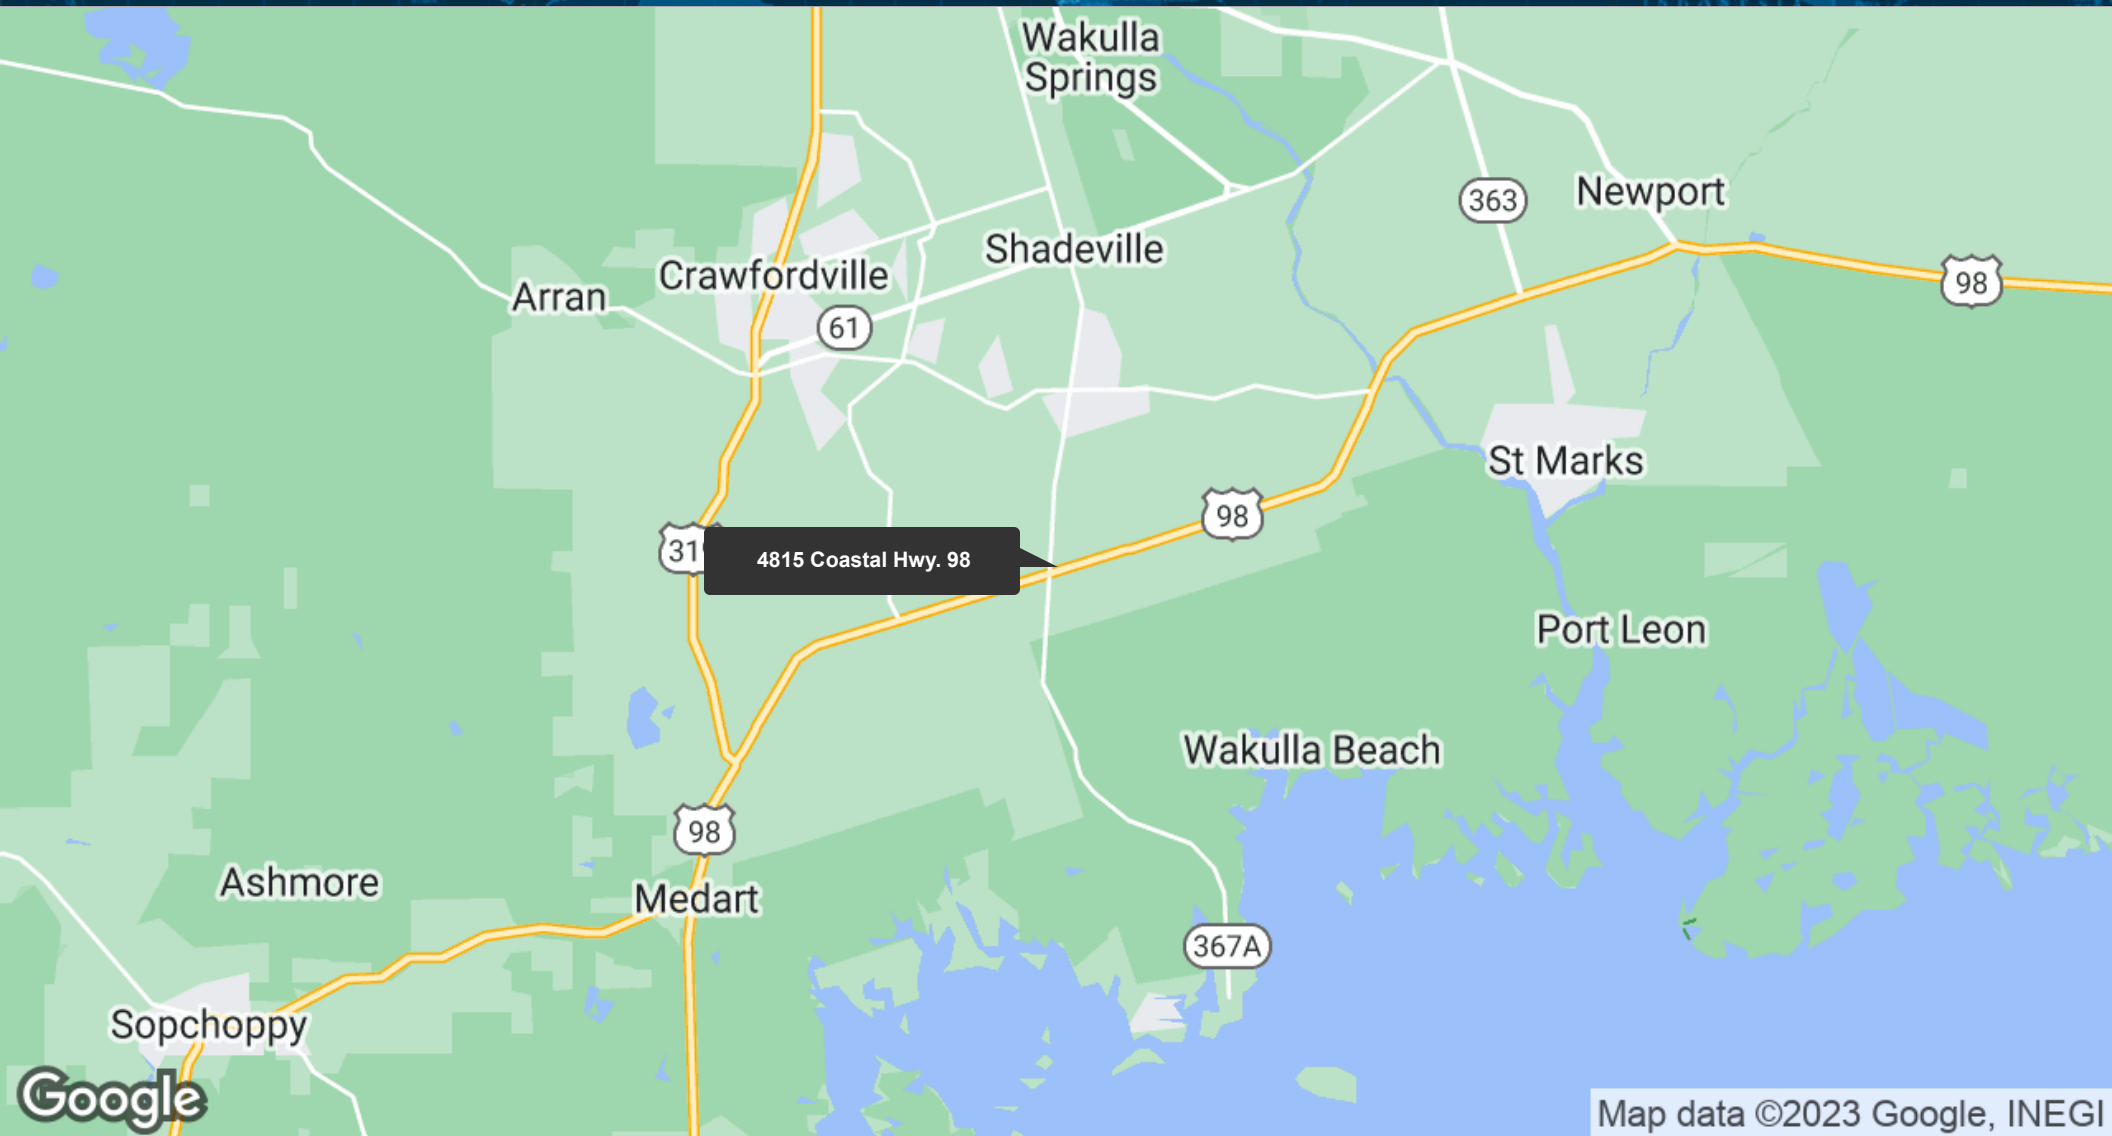 Wakulla
Springs
363
Newport
Shadeville
Crawfordville
98
Arran
61
St Marks
98
31
4815 Coastal Hwy. 98
Port Leon
Wakulla Beach
98
Ashmore
Medart
367A
Sopchoppy
Google
Map data ©2023 Google, INEGI